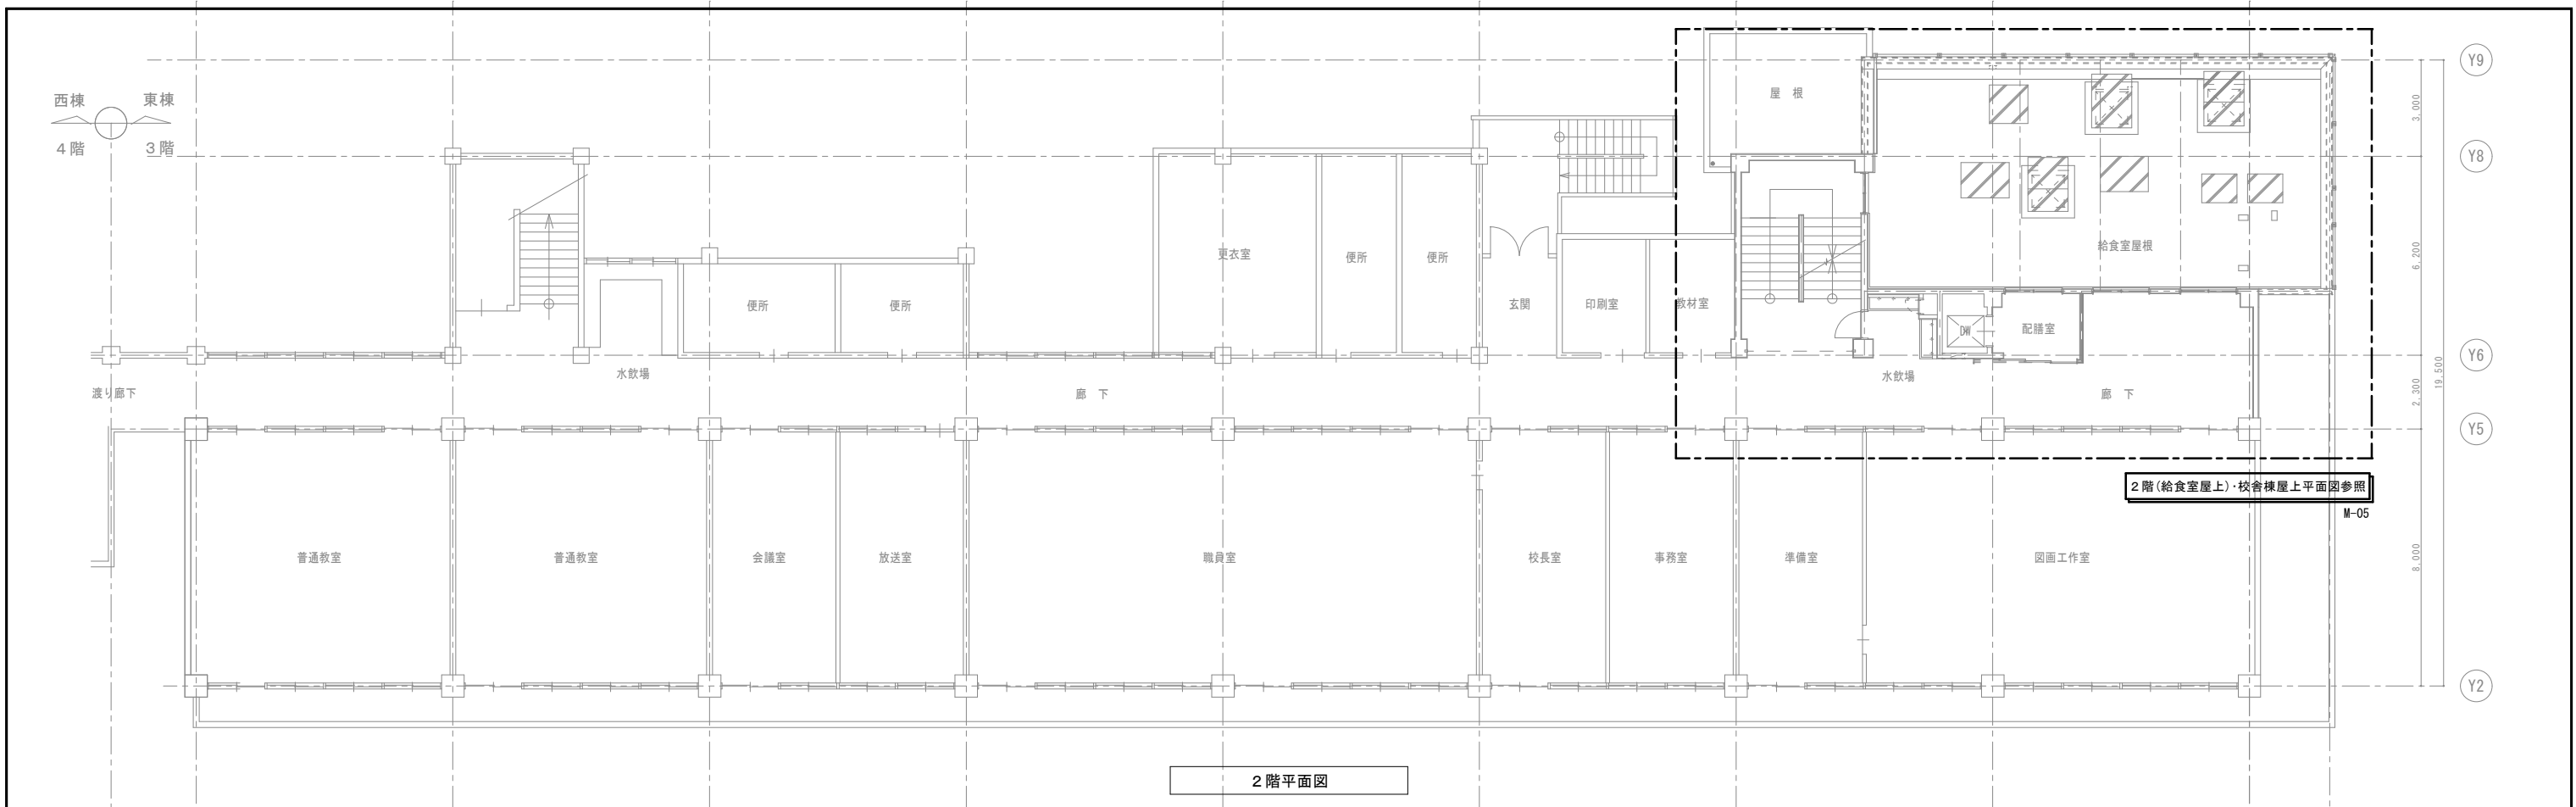 Y9
西棟 東棟
4階 3階
屋 根
3,000
Y8
6,200
給食室屋根
更衣室
便所
便所
便所
便所
玄関
印刷室
教材室
DW
配膳室
Y6
水飲場
水飲場
渡り廊下
廊 下
廊 下
2,300
19,500
Y5
2階(給食室屋上)・校舎棟屋上平面図参照
M-05
普通教室
普通教室
会議室
放送室
職員室
校長室
事務室
準備室
図画工作室
8,000
Y2
2階平面図